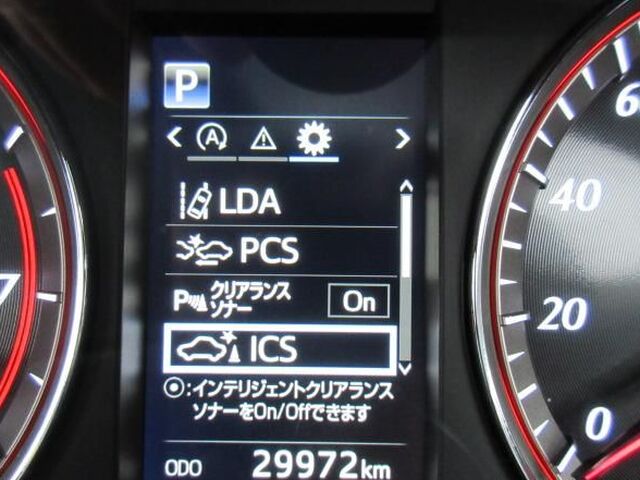 P
A
LDA
PCS
P クリアランス
ソナー On
ICS
:インテリジェントクリアランス
ソナーをOn/Offできます
ODO 29972km
60
40
20
0